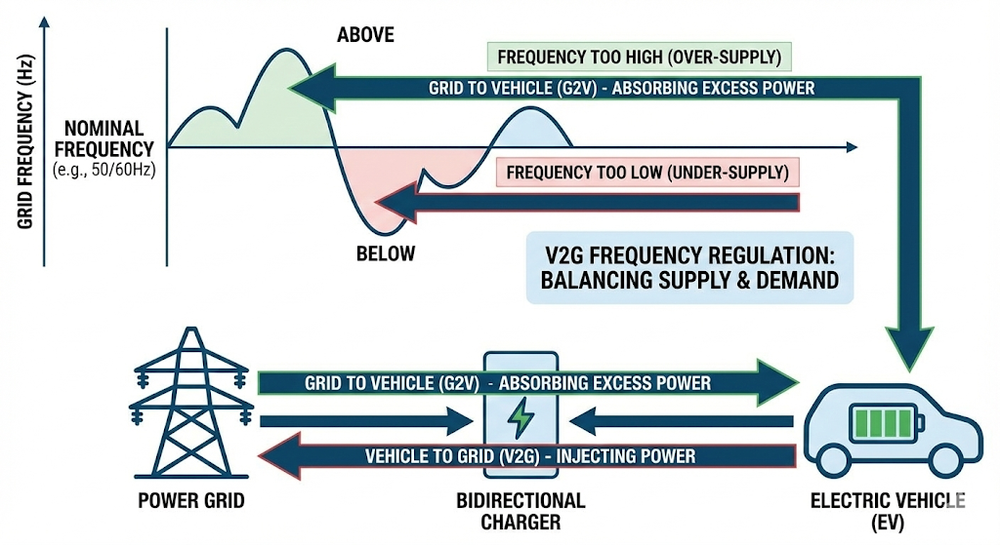 ABOVE
GRID FREQUENCY (Hz)
NOMINAL
FREQUENCY
(e.g., 50/60Hz)
FREQUENCY TOO HIGH (OVER-SUPPLY)
GRID TO VEHICLE (G2V) - ABSORBING EXCESS POWER
FREQUENCY TOO LOW (UNDER-SUPPLY)
BELOW
V2G FREQUENCY REGULATION:
BALANCING SUPPLY & DEMAND
GRID TO VEHICLE (G2V) - ABSORBING EXCESS POWER
VEHICLE TO GRID (V2G) - INJECTING POWER
POWER GRID
BIDIRECTIONAL
CHARGER
ELECTRIC VEHICLE
(EV)